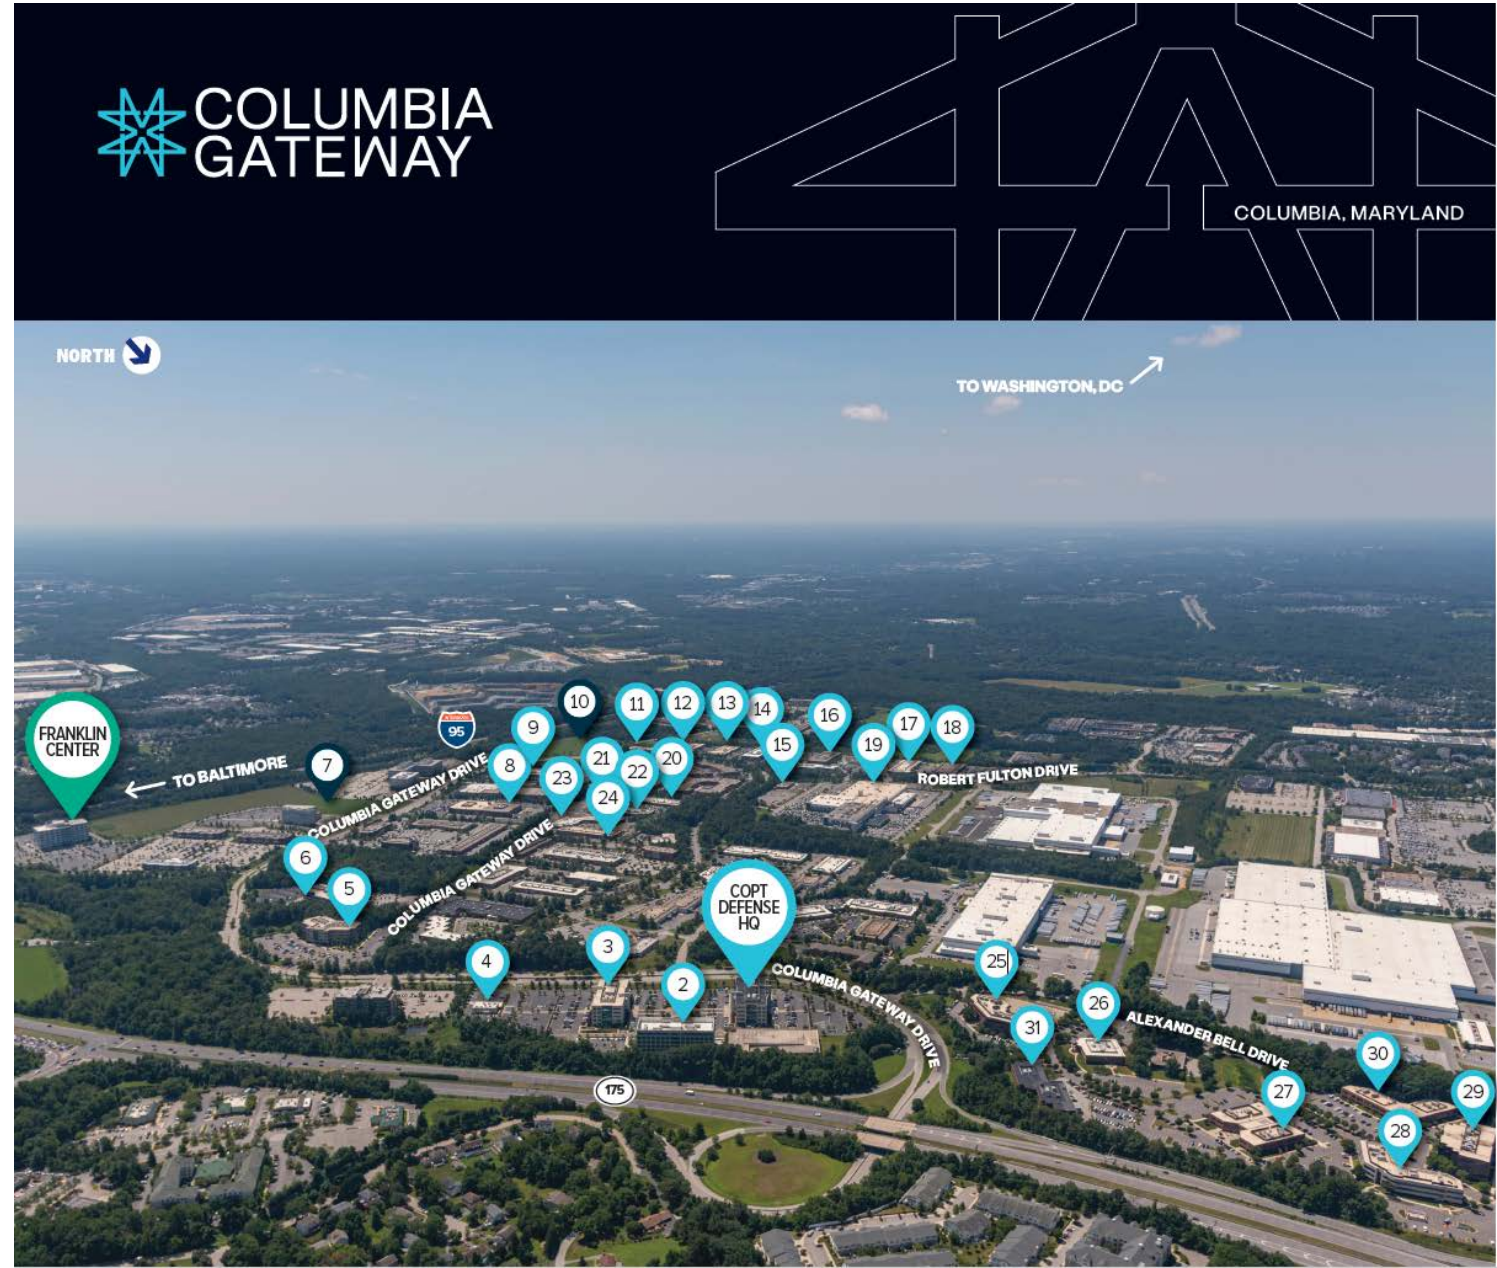 COLUMBIA
GATEWAY
COLUMBIA, MARYLAND
NORTH
TO WASHINGTON, DC
FRANKLIN
CENTER
TO BALTIMORE
7
95
9
10
11
12
13
14
15
16
17
18
19
8
23
21
22
20
24
COLUMBIA GATEWAY DRIVE
ROBERT FULTON DRIVE
6
5
COLUMBIA GATEWAY DRIVE
COPT
DEFENSE
HQ
4
3
2
COLUMBIA GATEWAY DRIVE
25
26
31
ALEXANDER BELL DRIVE
30
27
29
28
175